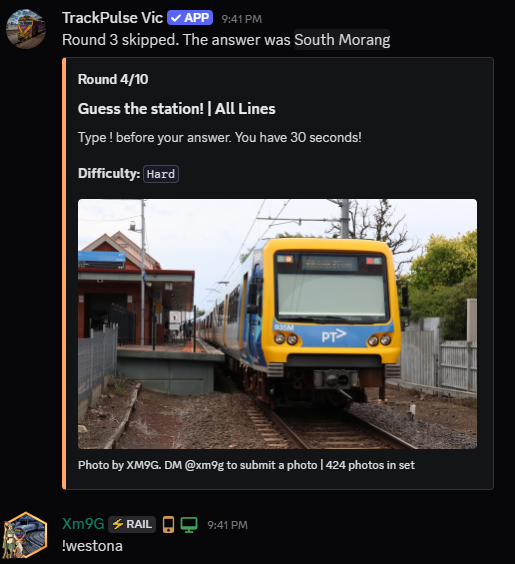 TrackPulse Vic ✓ APP 9:41 PM
Round 3 skipped. The answer was South Morang
Round 4/10
Guess the station! | All Lines
Type ! before your answer. You have 30 seconds!
Difficulty: Hard
935M
PT>
Photo by XM9G. DM @xm9g to submit a photo | 424 photos in set
Xm9G ⚡RAIL 9:41 PM
!westona